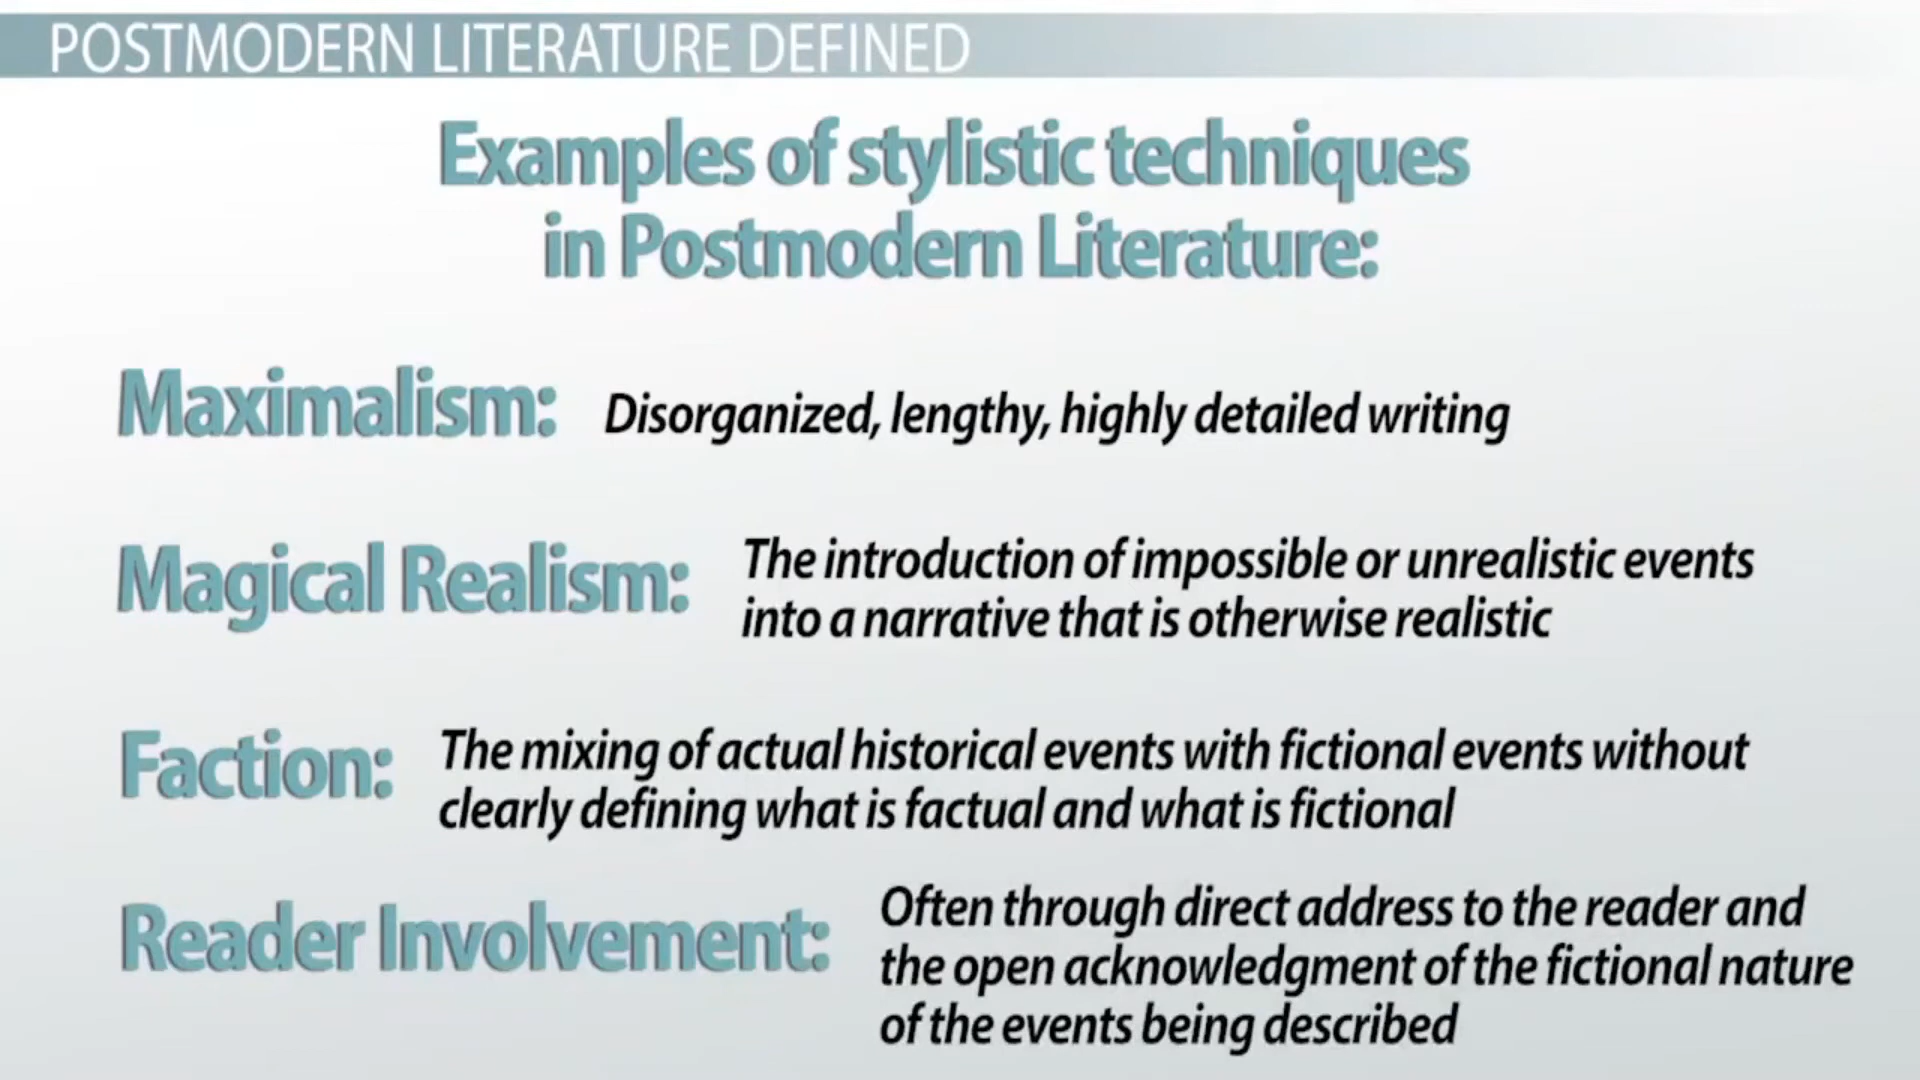 POSTMODERN LITERATURE DEFINED
Examples of stylistic techniques
in Postmodern Literature:
Maximalism: Disorganized, lengthy, highly detailed writing
Magical Realism: The introduction of impossible or unrealistic events
into a narrative that is otherwise realistic
Faction: The mixing of actual historical events with fictional events without
clearly defining what is factual and what is fictional
Reader Involvement: Often through direct address to the reader and
the open acknowledgment of the fictional nature
of the events being described